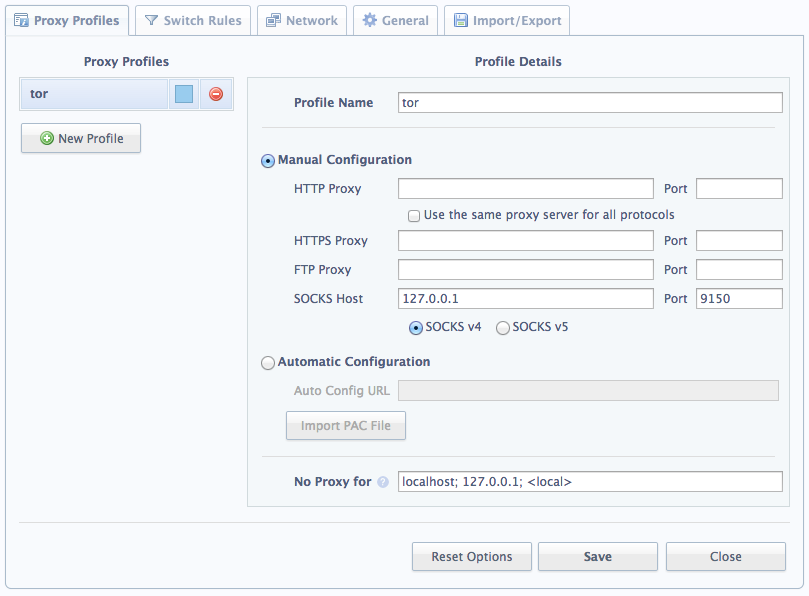 Proxy Profiles Switch Rules Network General Import/Export
Proxy Profiles
tor
New Profile
Profile Details
Profile Name tor
Manual Configuration
HTTP Proxy Port
Use the same proxy server for all protocols
HTTPS Proxy Port
FTP Proxy Port
SOCKS Host 127.0.0.1 Port 9150
SOCKS v4 SOCKS v5
Automatic Configuration
Auto Config URL
Import PAC File
No Proxy for ? localhost; 127.0.0.1; <local>
Reset Options Save Close